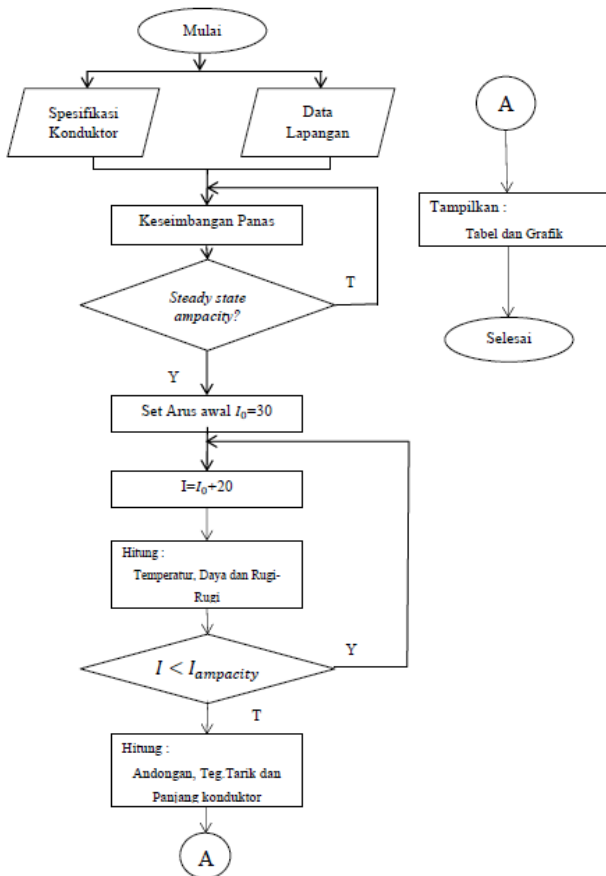 Mulai
Spesifikasi
Konduktor
Data
Lapangan
Keseimbangan Panas
Steady state
ampacity?
T
Y
Set Arus awal I₀=30
I=I₀+20
Hitung :
Temperatur, Daya dan Rugi-
Rugi
I < I_ampacity
Y
T
Hitung :
Andongan, Teg.Tarik dan
Panjang konduktor
A
A
Tampilkan :
Tabel dan Grafik
Selesai